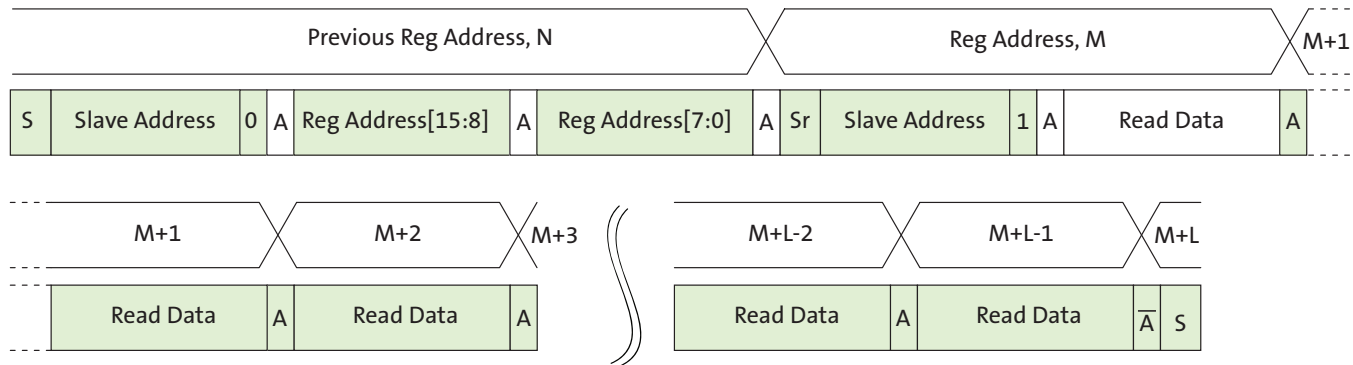 Previous Reg Address, N Reg Address, M M+1
S Slave Address 0 A Reg Address[15:8] A Reg Address[7:0] A Sr Slave Address 1 A Read Data A
M+1 M+2 M+3 M+L-2 M+L-1 M+L
Read Data A Read Data A Read Data A Read Data A̅ S